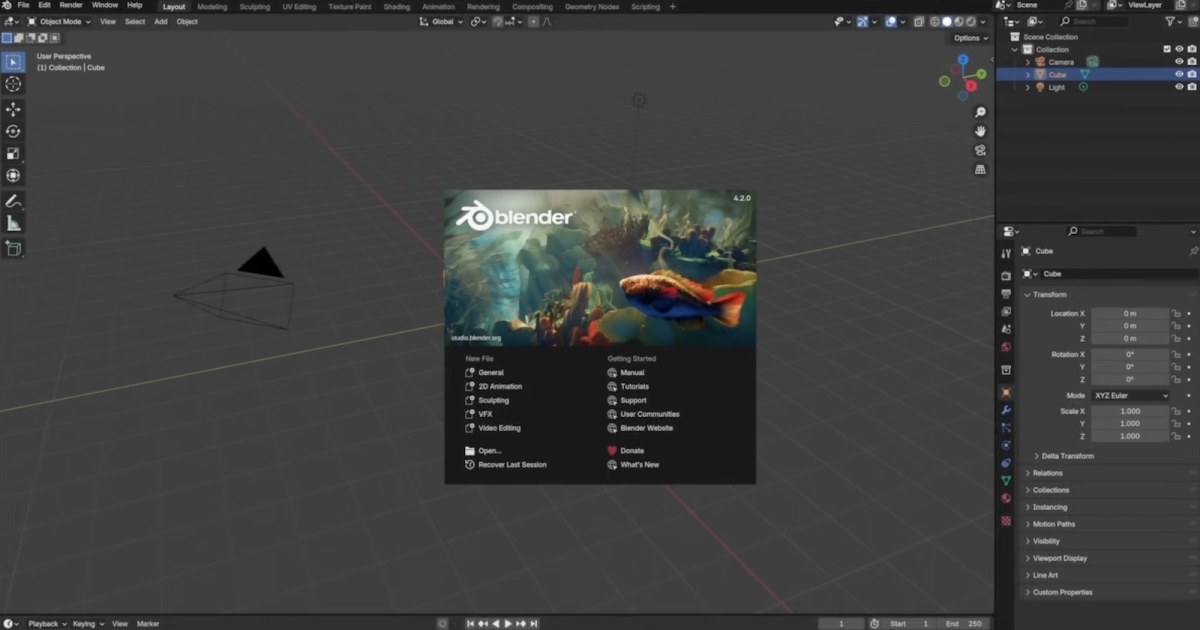 File Edit Render Window Help Layout Modeling Sculpting UV Editing Texture Paint Shading Animation Rendering Compositing Geometry Nodes Scripting + Scene ViewLayer
Object Mode View Select Add Object Global Search
Options
User Perspective
(1) Collection | Cube
Scene Collection
Collection
Camera
Cube
Light
Z
Y
X
blender
4.2.0
studio.blender.org
New File
General
2D Animation
Sculpting
VFX
Video Editing
Open...
Recover Last Session
Getting Started
Manual
Tutorials
Support
User Communities
Blender Website
Donate
What's New
Search
Cube
Cube
Transform
Location X 0 m
Y 0 m
Z 0 m
Rotation X 0°
Y 0°
Z 0°
Mode XYZ Euler
Scale X 1.000
Y 1.000
Z 1.000
Delta Transform
Relations
Collections
Instancing
Motion Paths
Visibility
Viewport Display
Line Art
Custom Properties
Playback Keying View Marker 1 Start 1 End 250